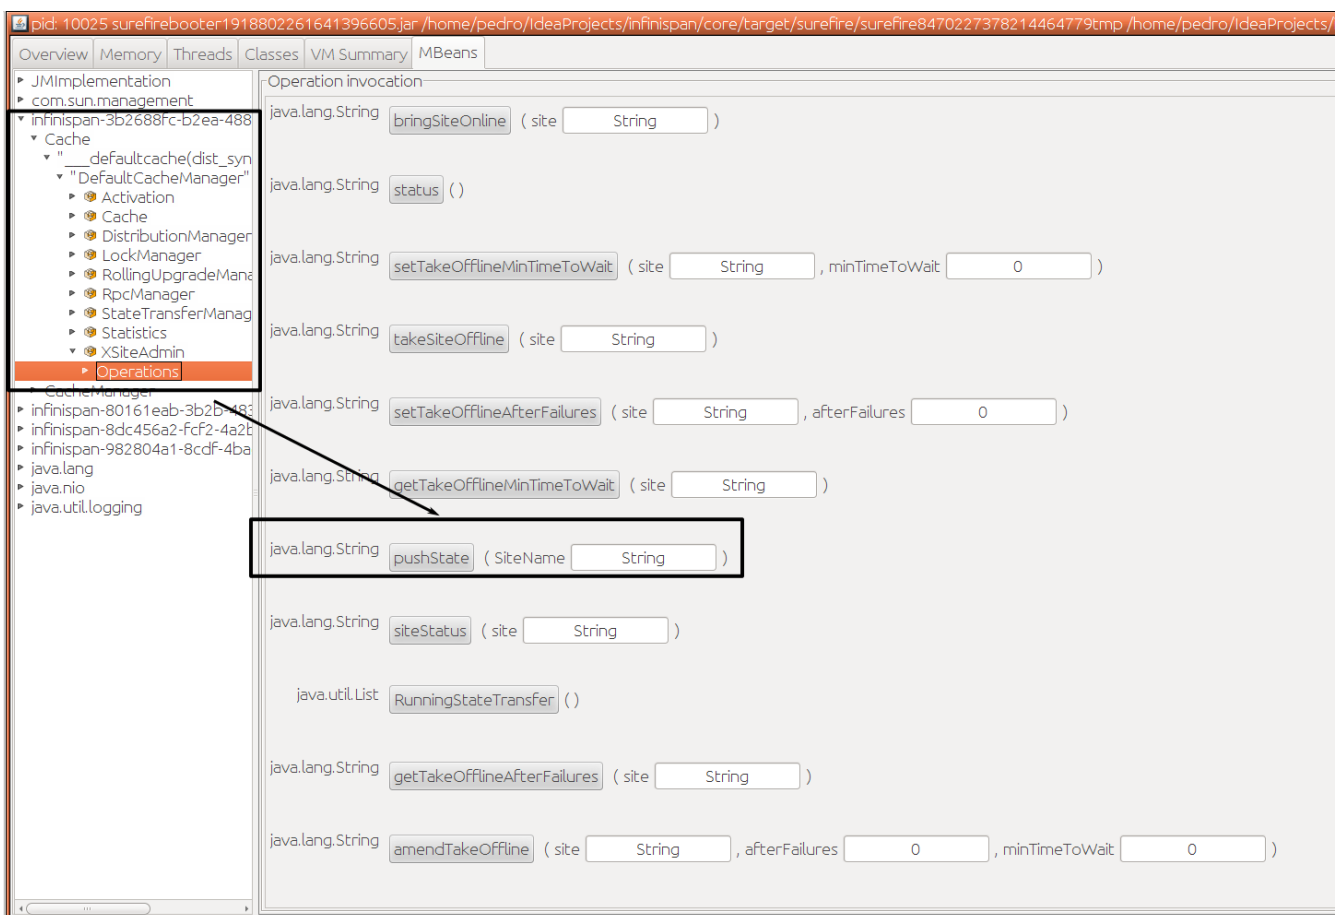 pid: 10025 surefirebooter1918802261641396605.jar /home/pedro/IdeaProjects/infinispan/core/target/surefire/surefire8470227378214464779tmp /home/pedro/IdeaProjects/
Overview Memory Threads Classes VM Summary MBeans
JMImplementation
com.sun.management
infinispan-3b2688fc-b2ea-488
Cache
"___defaultcache(dist_syn
"DefaultCacheManager"
Activation
Cache
DistributionManager
LockManager
RollingUpgradeMana
RpcManager
StateTransferManag
Statistics
XSiteAdmin
Operations
CacheManager
infinispan-80161eab-3b2b-483
infinispan-8dc456a2-fcf2-4a2b
infinispan-982804a1-8cdf-4ba
java.lang
java.nio
java.util.logging
Operation invocation
java.lang.String bringSiteOnline ( site String )
java.lang.String status ( )
java.lang.String setTakeOfflineMinTimeToWait ( site String , minTimeToWait 0 )
java.lang.String takeSiteOffline ( site String )
java.lang.String setTakeOfflineAfterFailures ( site String , afterFailures 0 )
java.lang.String getTakeOfflineMinTimeToWait ( site String )
java.lang.String pushState ( SiteName String )
java.lang.String siteStatus ( site String )
java.util.List RunningStateTransfer ( )
java.lang.String getTakeOfflineAfterFailures ( site String )
java.lang.String amendTakeOffline ( site String , afterFailures 0 , minTimeToWait 0 )